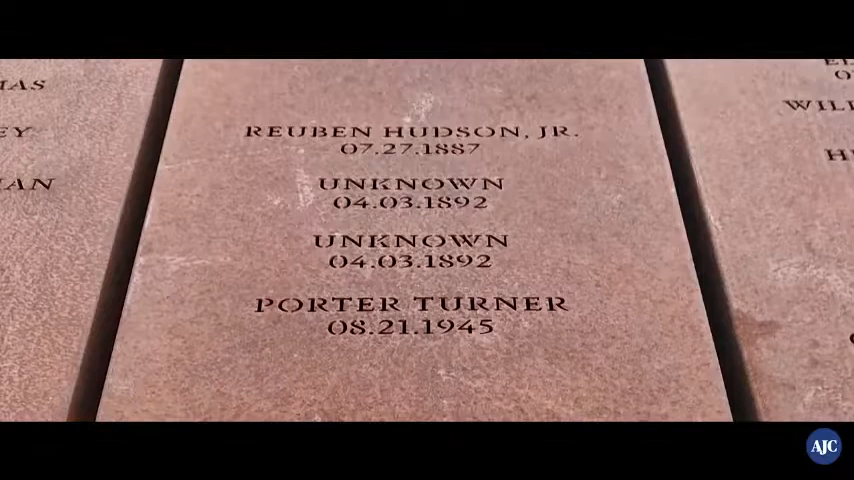 REUBEN HUDSON, JR.
07.27.1887
UNKNOWN
04.03.1892
UNKNOWN
04.03.1892
PORTER TURNER
08.21.1945
AJC